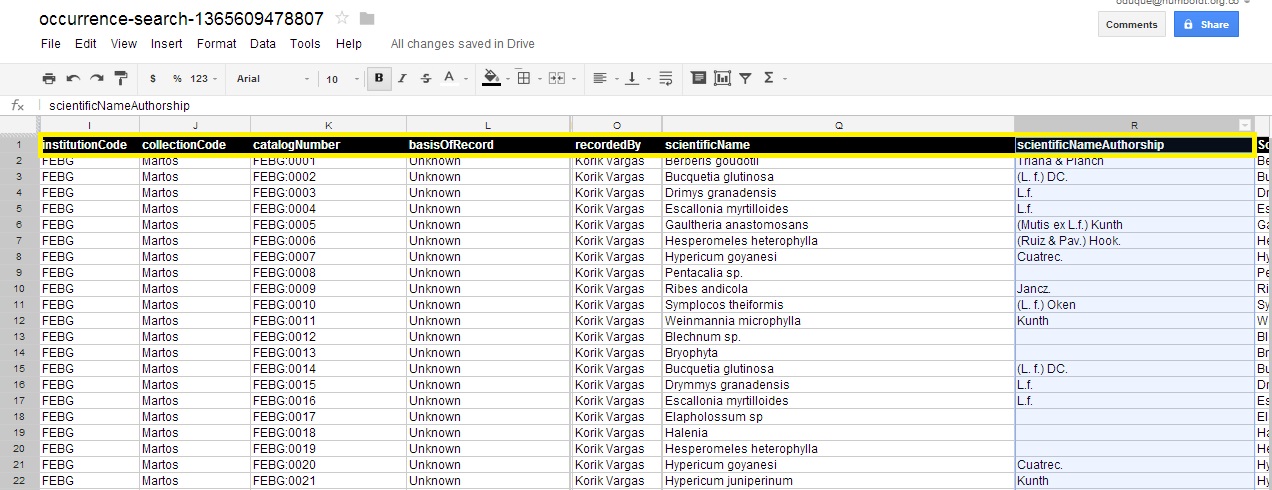 oduque@humboldt.org.co
occurrence-search-1365609478807
Comments Share
File Edit View Insert Format Data Tools Help All changes saved in Drive
$ % 123 Arial 10 B I S A Σ
fx scientificNameAuthorship
I J K L O Q R
1 institutionCode collectionCode catalogNumber basisOfRecord recordedBy scientificName scientificNameAuthorship Sc
2 FEBG Martos FEBG:0001 Unknown Korik Vargas Berberis goudotii Triana & Planch Be
3 FEBG Martos FEBG:0002 Unknown Korik Vargas Bucquetia glutinosa (L. f.) DC. Bu
4 FEBG Martos FEBG:0003 Unknown Korik Vargas Drimys granadensis L.f. Dr
5 FEBG Martos FEBG:0004 Unknown Korik Vargas Escallonia myrtilloides L.f. Es
6 FEBG Martos FEBG:0005 Unknown Korik Vargas Gaultheria anastomosans (Mutis ex L.f.) Kunth Ga
7 FEBG Martos FEBG:0006 Unknown Korik Vargas Hesperomeles heterophylla (Ruiz & Pav.) Hook. He
8 FEBG Martos FEBG:0007 Unknown Korik Vargas Hypericum goyanesi Cuatrec. Hy
9 FEBG Martos FEBG:0008 Unknown Korik Vargas Pentacalia sp. Pe
10 FEBG Martos FEBG:0009 Unknown Korik Vargas Ribes andicola Jancz. Ri
11 FEBG Martos FEBG:0010 Unknown Korik Vargas Symplocos theiformis (L. f.) Oken Sy
12 FEBG Martos FEBG:0011 Unknown Korik Vargas Weinmannia microphylla Kunth W
13 FEBG Martos FEBG:0012 Unknown Korik Vargas Blechnum sp. Bl
14 FEBG Martos FEBG:0013 Unknown Korik Vargas Bryophyta Br
15 FEBG Martos FEBG:0014 Unknown Korik Vargas Bucquetia glutinosa (L. f.) DC. Bu
16 FEBG Martos FEBG:0015 Unknown Korik Vargas Drymmys granadensis L.f. Dr
17 FEBG Martos FEBG:0016 Unknown Korik Vargas Escallonia myrtilloides L.f. Es
18 FEBG Martos FEBG:0017 Unknown Korik Vargas Elapholossum sp El
19 FEBG Martos FEBG:0018 Unknown Korik Vargas Halenia Ha
20 FEBG Martos FEBG:0019 Unknown Korik Vargas Hesperomeles heterophylla He
21 FEBG Martos FEBG:0020 Unknown Korik Vargas Hypericum goyanesi Cuatrec. Hy
22 FEBG Martos FEBG:0021 Unknown Korik Vargas Hypericum juniperinum Kunth Hy